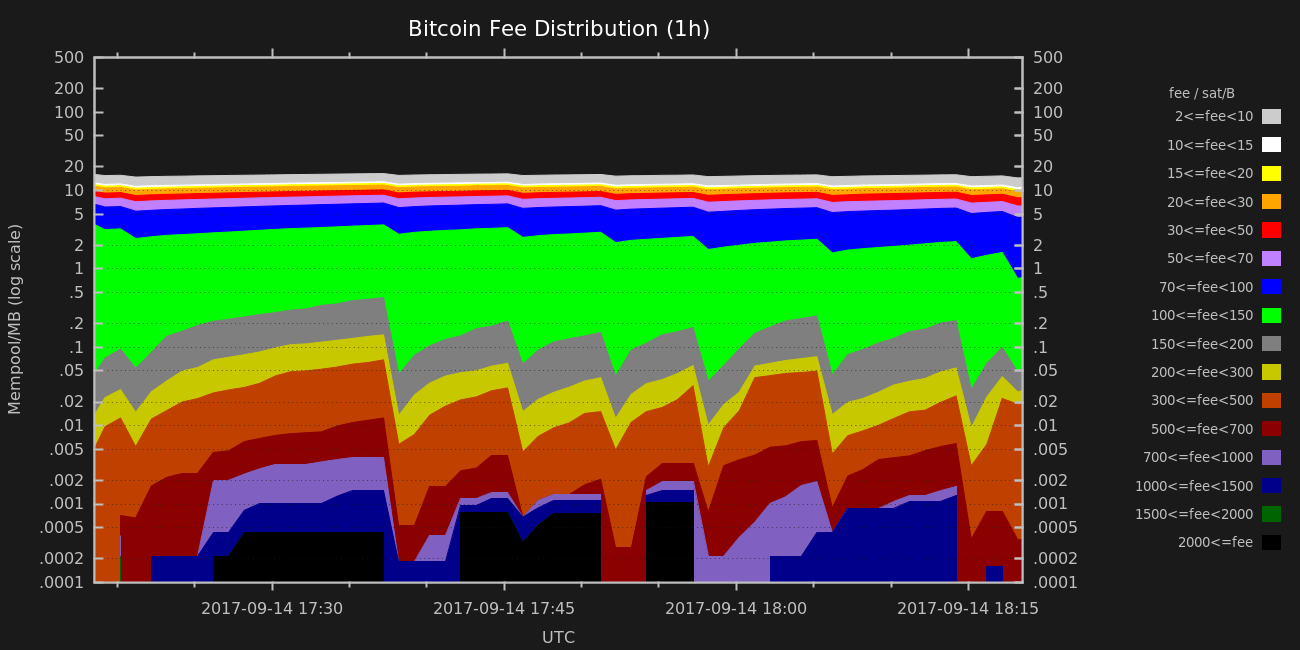 Bitcoin Fee Distribution (1h)
500 500
200 200
100 100
50 50
20 20
10 10
5 5
2 2
1 1
.5 .5
.2 .2
.1 .1
.05 .05
.02 .02
.01 .01
.005 .005
.002 .002
.001 .001
.0005 .0005
.0002 .0002
.0001 .0001
Mempool/MB (log scale)
2017-09-14 17:30 2017-09-14 17:45 2017-09-14 18:00 2017-09-14 18:15
UTC
fee / sat/B
2<=fee<10
10<=fee<15
15<=fee<20
20<=fee<30
30<=fee<50
50<=fee<70
70<=fee<100
100<=fee<150
150<=fee<200
200<=fee<300
300<=fee<500
500<=fee<700
700<=fee<1000
1000<=fee<1500
1500<=fee<2000
2000<=fee